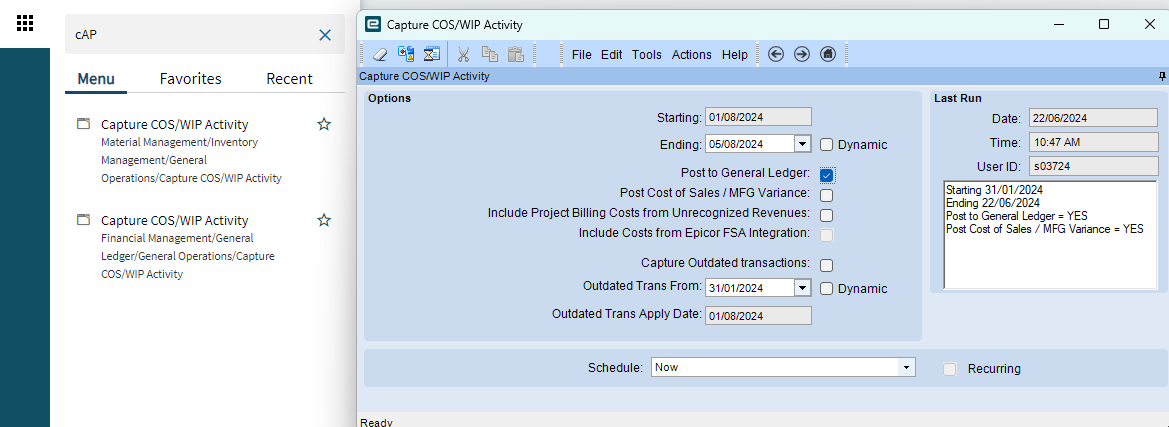 cAP
Menu Favorites Recent
Capture COS/WIP Activity
Material Management/Inventory
Management/General
Operations/Capture COS/WIP Activity
Capture COS/WIP Activity
Financial Management/General
Ledger/General Operations/Capture
COS/WIP Activity
Capture COS/WIP Activity
File Edit Tools Actions Help
Capture COS/WIP Activity
Options
Starting: 01/08/2024
Ending: 05/08/2024 Dynamic
Post to General Ledger:
Post Cost of Sales / MFG Variance:
Include Project Billing Costs from Unrecognized Revenues:
Include Costs from Epicor FSA Integration:
Capture Outdated transactions:
Outdated Trans From: 31/01/2024 Dynamic
Outdated Trans Apply Date: 01/08/2024
Last Run
Date: 22/06/2024
Time: 10:47 AM
User ID: s03724
Starting 31/01/2024
Ending 22/06/2024
Post to General Ledger = YES
Post Cost of Sales / MFG Variance = YES
Schedule: Now Recurring
Ready